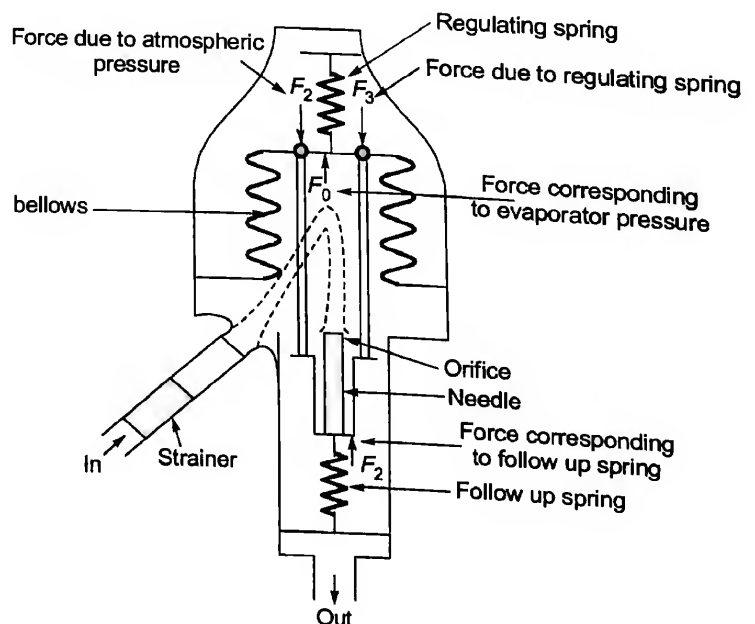 Regulating spring
Force due to atmospheric
pressure
Force due to regulating spring
F2
F3
F0
bellows
Force corresponding
to evaporator pressure
Orifice
Needle
Force corresponding
to follow up spring
In
Strainer
F2
Follow up spring
Out